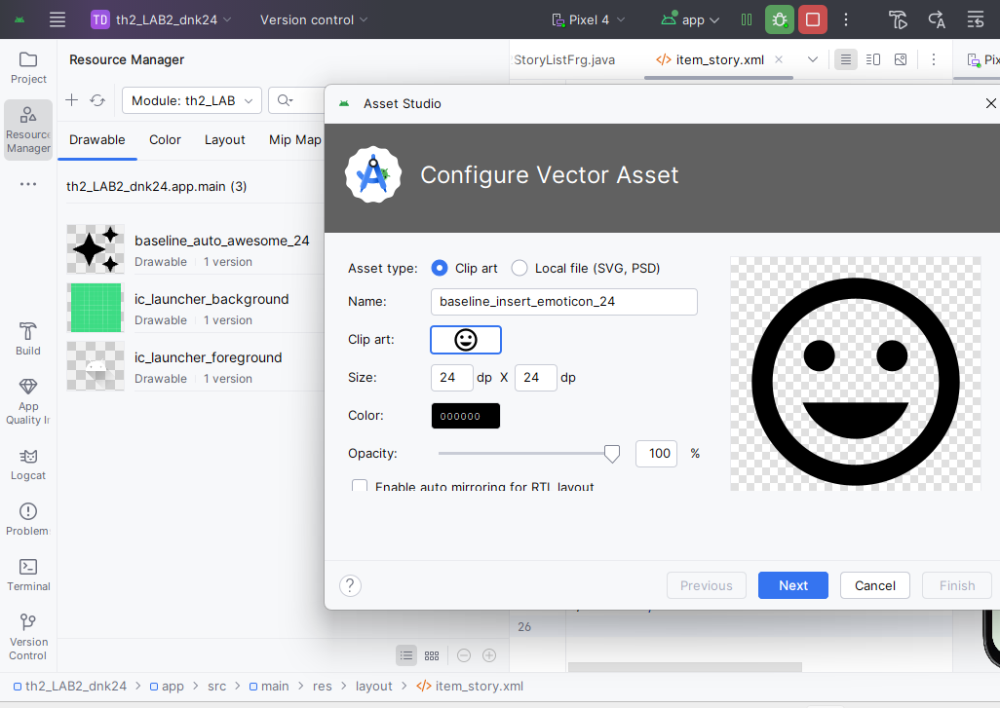 TD th2_LAB2_dnk24 Version control Pixel 4 app
Project
Resource Manager
StoryListFrg.java
</> item_story.xml
Pix
Resourc
Manager
Module: th2_LAB
Asset Studio
Drawable Color Layout Mip Map
Configure Vector Asset
th2_LAB2_dnk24.app.main (3)
baseline_auto_awesome_24
Drawable 1 version
ic_launcher_background
Drawable 1 version
ic_launcher_foreground
Drawable 1 version
Asset type: Clip art Local file (SVG, PSD)
Name: baseline_insert_emoticon_24
Clip art:
Size: 24 dp X 24 dp
Color: 000000
Opacity: 100 %
Enable auto mirroring for RTL layout
Build
App
Quality In
Logcat
Problem
Terminal
Version
Control
? Previous Next Cancel Finish
26
th2_LAB2_dnk24 > app > src > main > res > layout > </> item_story.xml